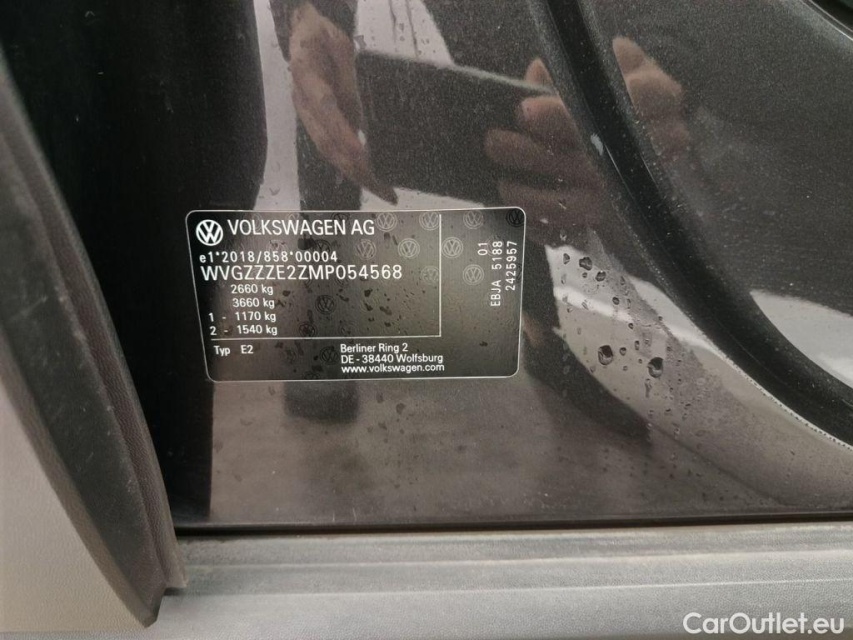 VOLKSWAGEN AG
e1*2018/858*00004
WVGZZZE2ZMP054568
2660 kg
3660 kg
1 - 1170 kg
2 - 1540 kg
Typ E2
Berliner Ring 2
DE - 38440 Wolfsburg
www.volkswagen.com
01
EBJA 5188
2425957
CarOutlet.eu